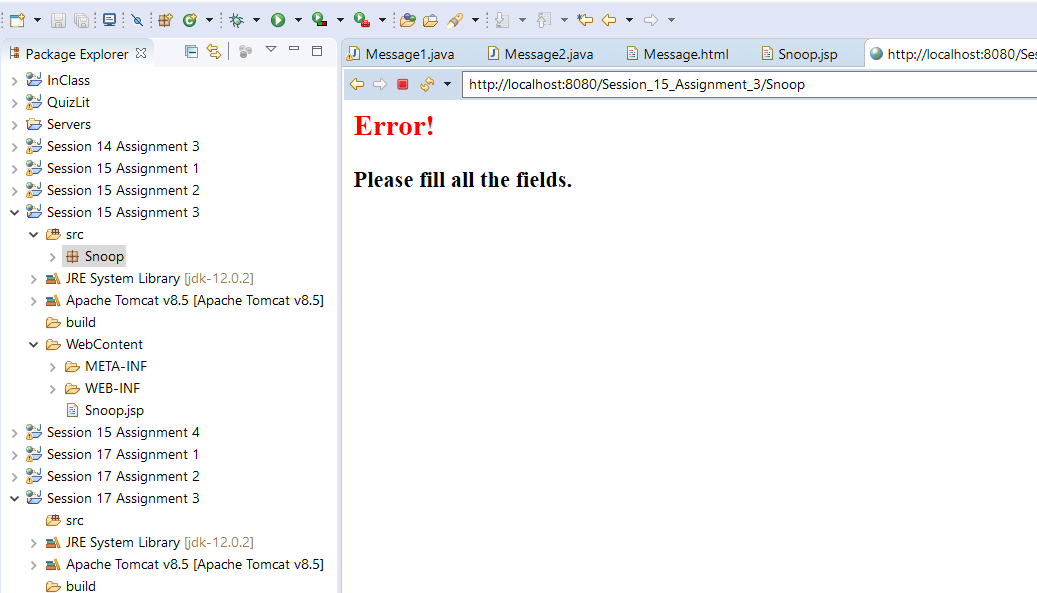 Package Explorer
InClass
QuizLit
Servers
Session 14 Assignment 3
Session 15 Assignment 1
Session 15 Assignment 2
Session 15 Assignment 3
src
Snoop
JRE System Library [jdk-12.0.2]
Apache Tomcat v8.5 [Apache Tomcat v8.5]
build
WebContent
META-INF
WEB-INF
Snoop.jsp
Session 15 Assignment 4
Session 17 Assignment 1
Session 17 Assignment 2
Session 17 Assignment 3
src
JRE System Library [jdk-12.0.2]
Apache Tomcat v8.5 [Apache Tomcat v8.5]
build
Message1.java Message2.java Message.html Snoop.jsp http://localhost:8080/Se
http://localhost:8080/Session_15_Assignment_3/Snoop
Error!
Please fill all the fields.